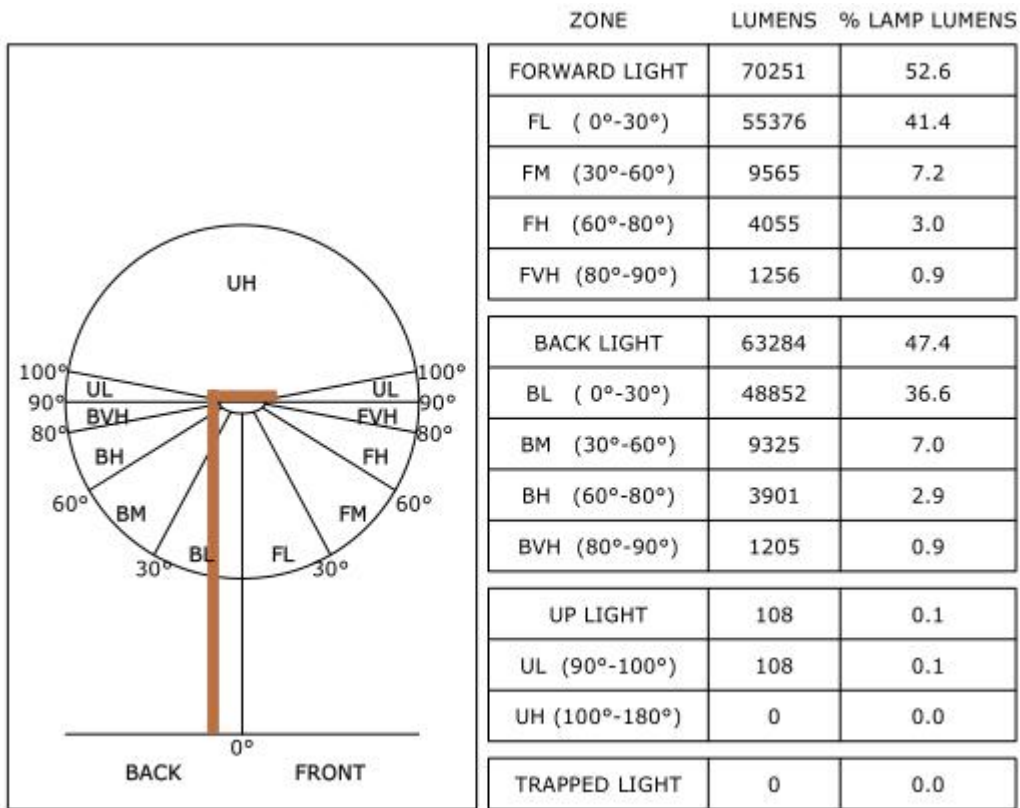 ZONE LUMENS % LAMP LUMENS
FORWARD LIGHT 70251 52.6
FL ( 0°-30°) 55376 41.4
FM (30°-60°) 9565 7.2
FH (60°-80°) 4055 3.0
FVH (80°-90°) 1256 0.9
BACK LIGHT 63284 47.4
BL ( 0°-30°) 48852 36.6
BM (30°-60°) 9325 7.0
BH (60°-80°) 3901 2.9
BVH (80°-90°) 1205 0.9
UP LIGHT 108 0.1
UL (90°-100°) 108 0.1
UH (100°-180°) 0 0.0
TRAPPED LIGHT 0 0.0
UH
100° 100°
UL UL
90° 90°
BVH FVH
80° 80°
BH FH
60° 60°
BM FM
BL FL
30° 30°
0°
BACK FRONT